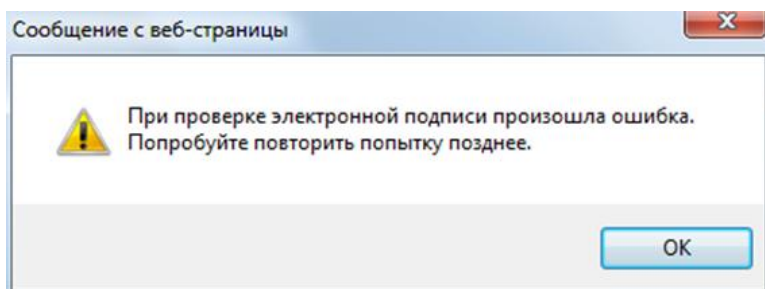 Сообщение с веб-страницы
При проверке электронной подписи произошла ошибка.
Попробуйте повторить попытку позднее.
OK